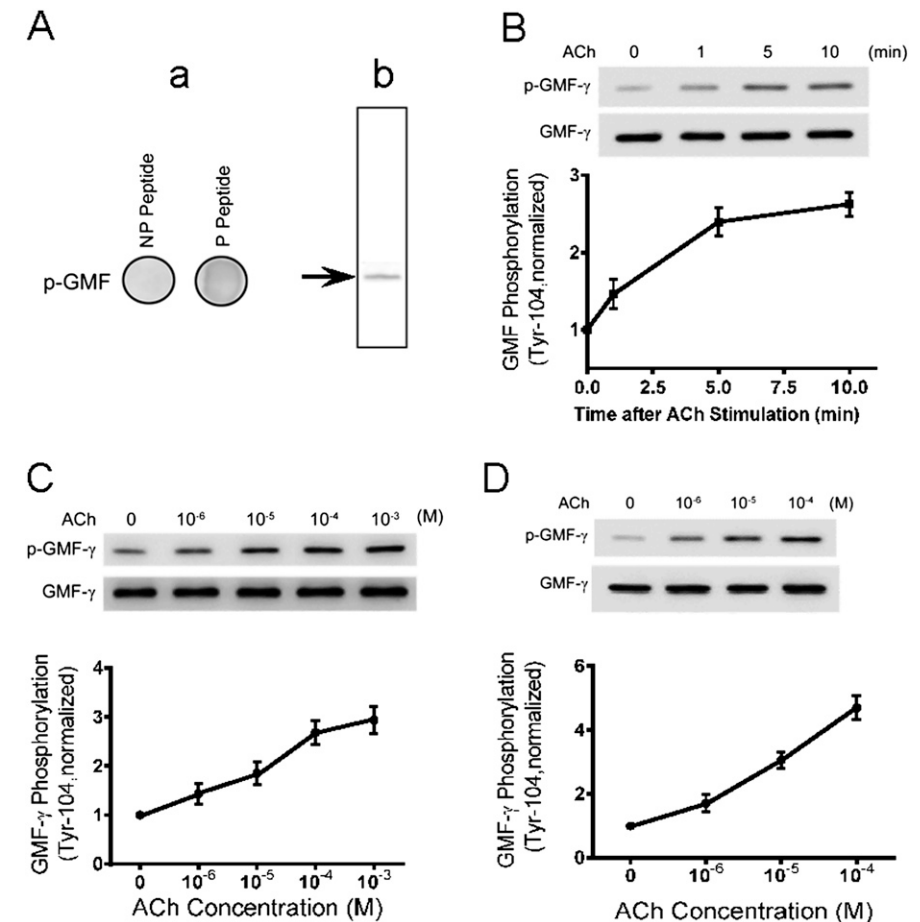 A
a
b
NP Peptide
P Peptide
p-GMF
B
ACh 0 1 5 10 (min)
p-GMF-γ
GMF-γ
GMF Phosphorylation
(Tyr-104,normalized)
3
2
1
0.0 2.5 5.0 7.5 10.0
Time after ACh Stimulation (min)
C
ACh 0 10⁻⁶ 10⁻⁵ 10⁻⁴ 10⁻³ (M)
p-GMF-γ
GMF-γ
GMF-γ Phosphorylation
(Tyr-104,normalized)
4
3
2
1
0
0 10⁻⁶ 10⁻⁵ 10⁻⁴ 10⁻³
ACh Concentration (M)
D
ACh 0 10⁻⁶ 10⁻⁵ 10⁻⁴ (M)
p-GMF-γ
GMF-γ
GMF-γ Phosphorylation
(Tyr-104,normalized)
6
4
2
0
0 10⁻⁶ 10⁻⁵ 10⁻⁴
ACh Concentration (M)